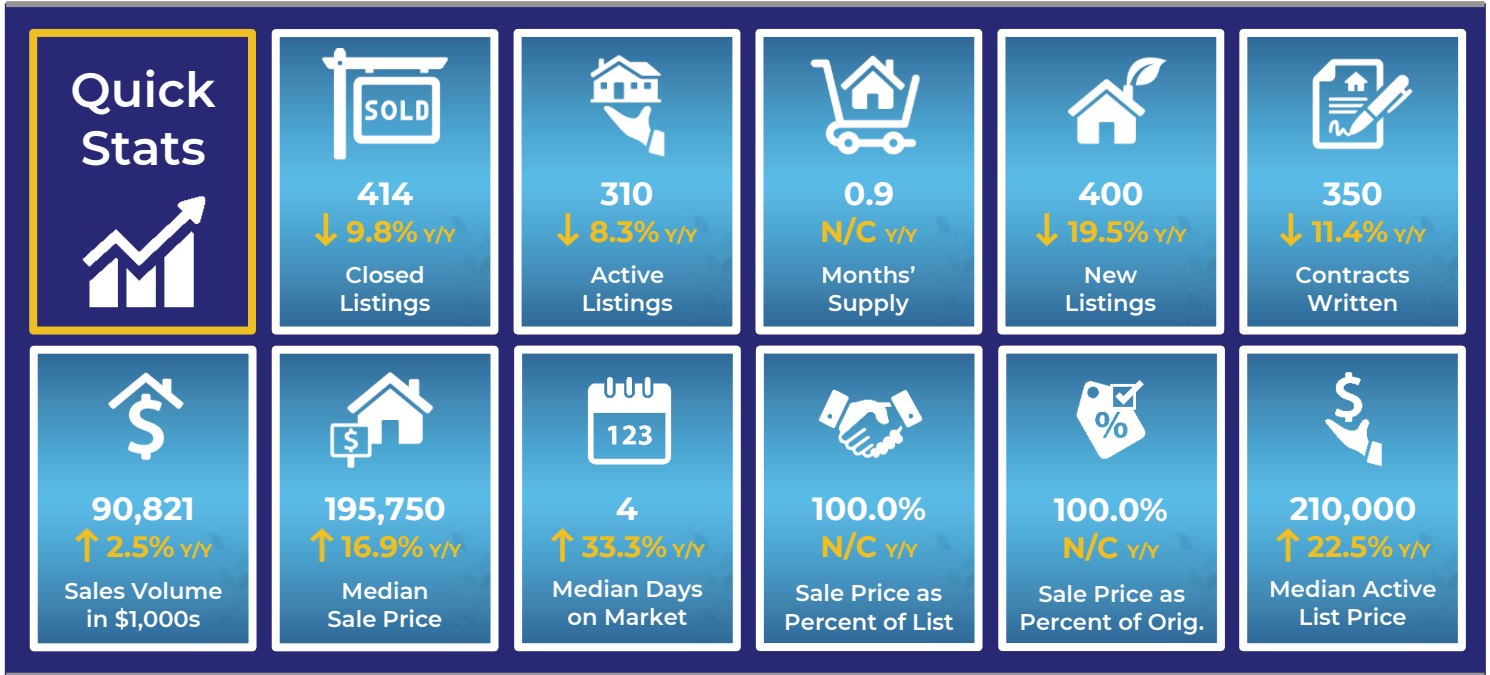 Quick
Stats
SOLD
414
↓ 9.8% Y/Y
Closed
Listings
310
↓ 8.3% Y/Y
Active
Listings
0.9
N/C Y/Y
Months’
Supply
400
↓ 19.5% Y/Y
New
Listings
350
↓ 11.4% Y/Y
Contracts
Written
$
90,821
↑ 2.5% Y/Y
Sales Volume
in $1,000s
$
195,750
↑ 16.9% Y/Y
Median
Sale Price
123
4
↑ 33.3% Y/Y
Median Days
on Market
100.0%
N/C Y/Y
Sale Price as
Percent of List
%
100.0%
N/C Y/Y
Sale Price as
Percent of Orig.
$
210,000
↑ 22.5% Y/Y
Median Active
List Price